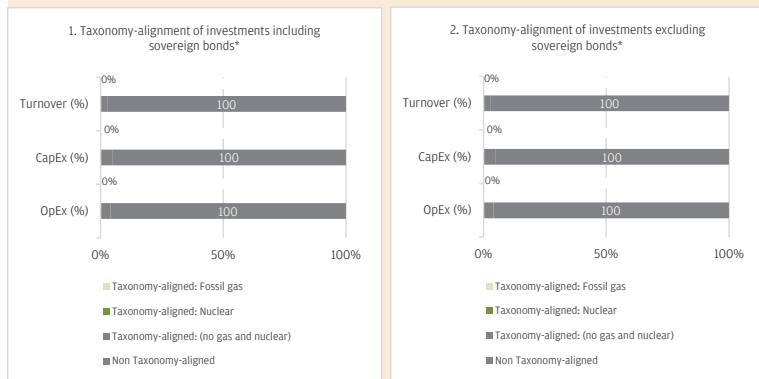 1. Taxonomy-alignment of investments including
sovereign bonds*
0%
Turnover (%)
100
0%
CapEx (%)
100
0%
OpEx (%)
100
0%
50%
100%
Taxonomy-aligned: Fossil gas
Taxonomy-aligned: Nuclear
Taxonomy-aligned: (no gas and nuclear)
Non Taxonomy-aligned
2. Taxonomy-alignment of investments excluding
sovereign bonds*
0%
Turnover (%)
100
0%
CapEx (%)
100
0%
OpEx (%)
100
0%
50%
100%
Taxonomy-aligned: Fossil gas
Taxonomy-aligned: Nuclear
Taxonomy-aligned: (no gas and nuclear)
Non Taxonomy-aligned